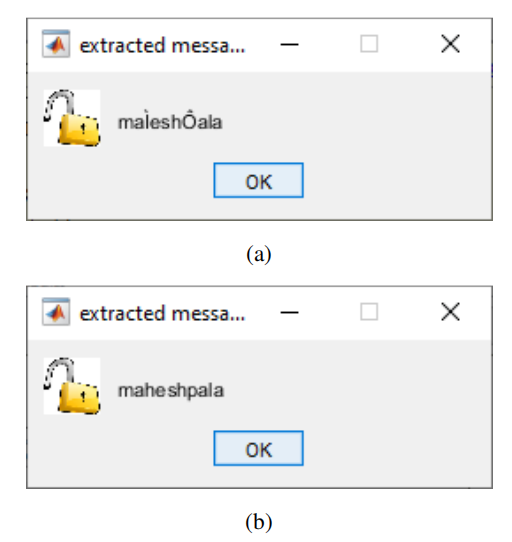 extracted messa...
maÌeshÔala
OK
(a)
extracted messa...
maheshpala
OK
(b)